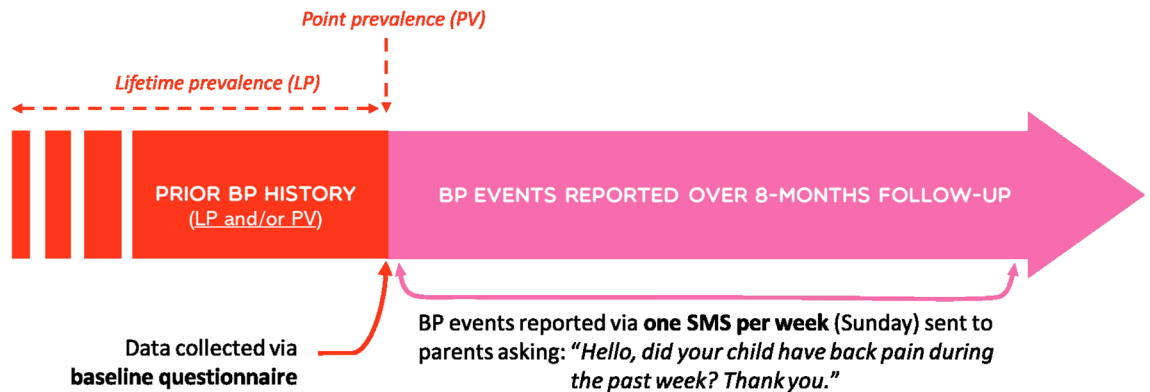 Point prevalence (PV)
Lifetime prevalence (LP)
PRIOR BP HISTORY
(LP and/or PV)
BP EVENTS REPORTED OVER 8-MONTHS FOLLOW-UP
Data collected via
baseline questionnaire
BP events reported via one SMS per week (Sunday) sent to
parents asking: “Hello, did your child have back pain during
the past week? Thank you.”